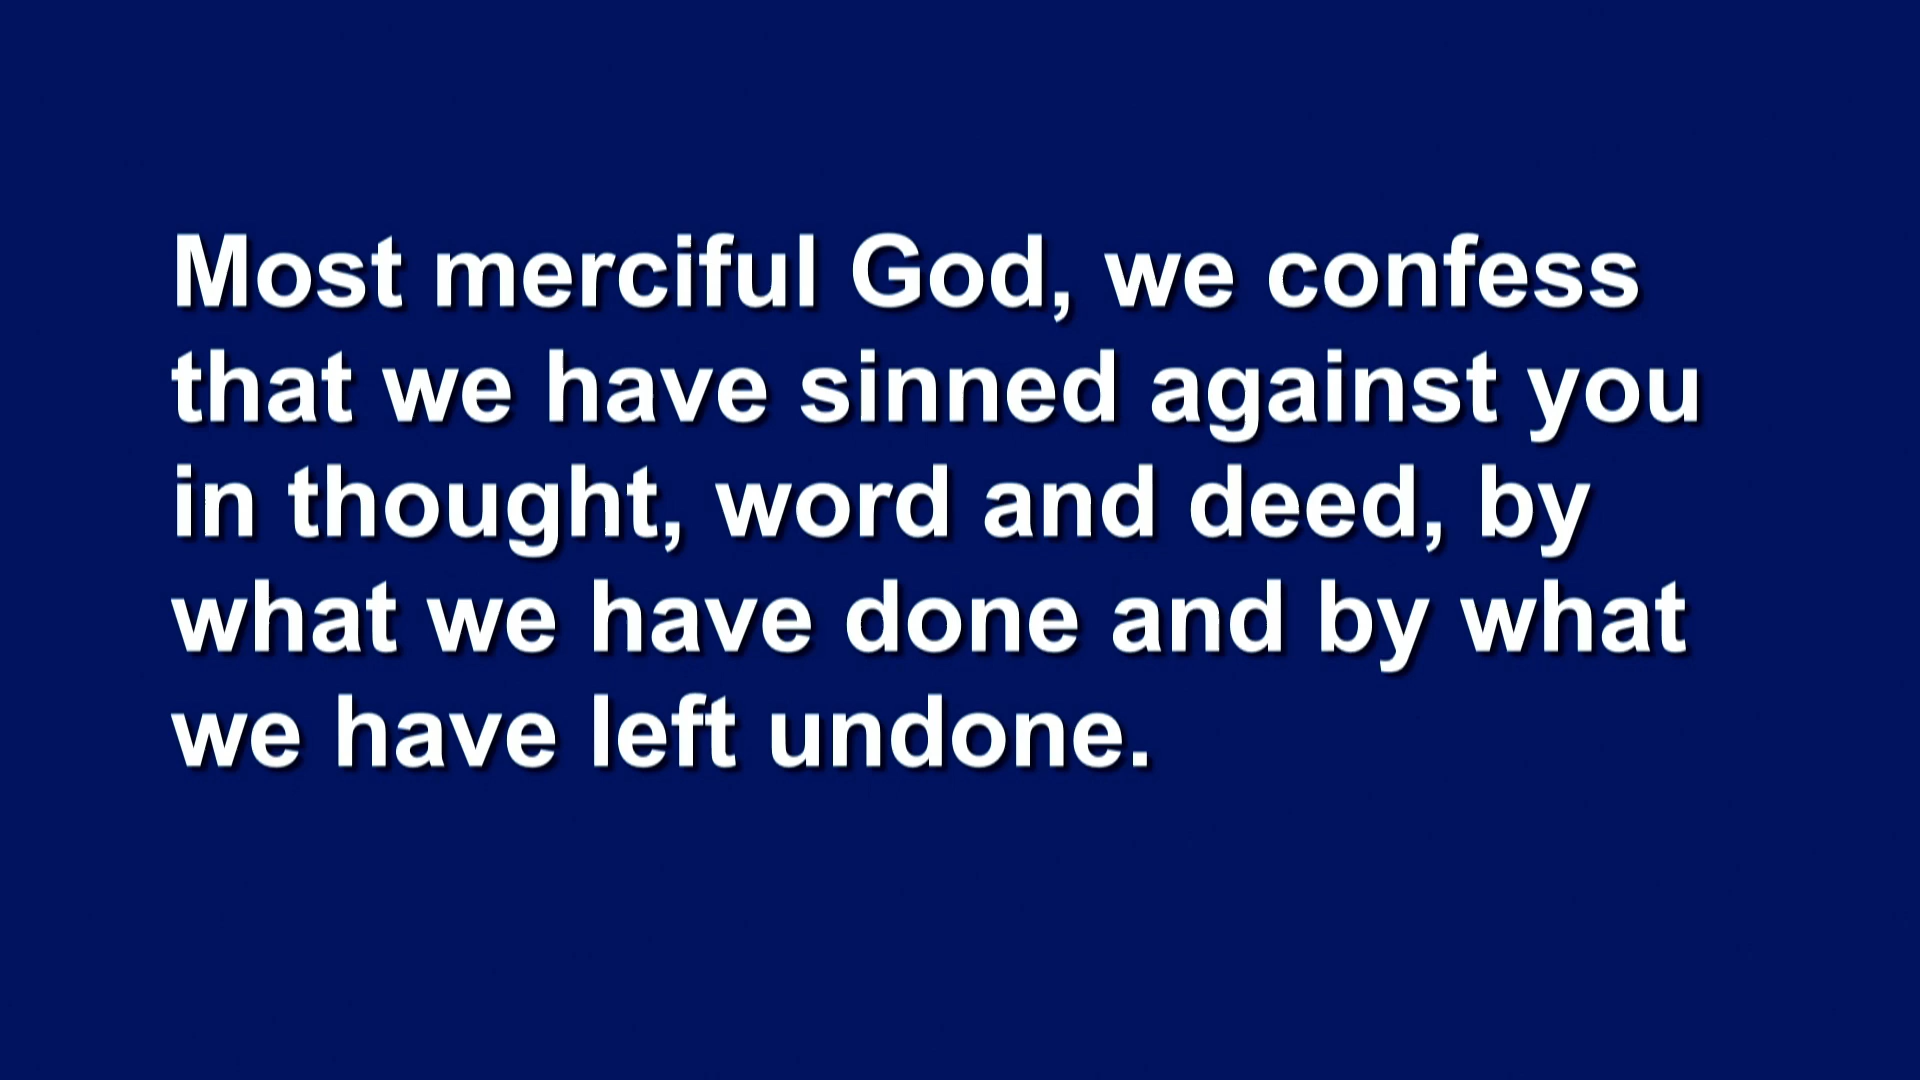 Most merciful God, we confess
that we have sinned against you
in thought, word and deed, by
what we have done and by what
we have left undone.